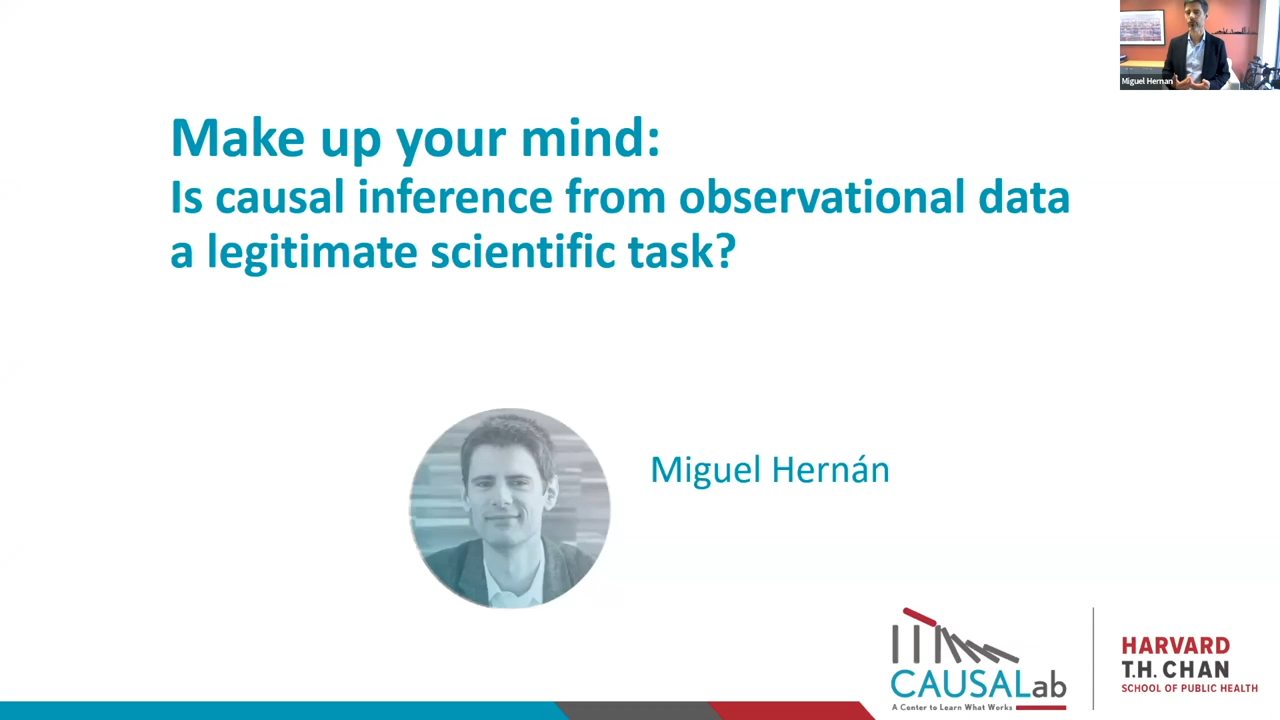 Miguel Hernan
Make up your mind:
Is causal inference from observational data
a legitimate scientific task?
Miguel Hernán
CAUSALab
A Center to Learn What Works
HARVARD
T.H. CHAN
SCHOOL OF PUBLIC HEALTH